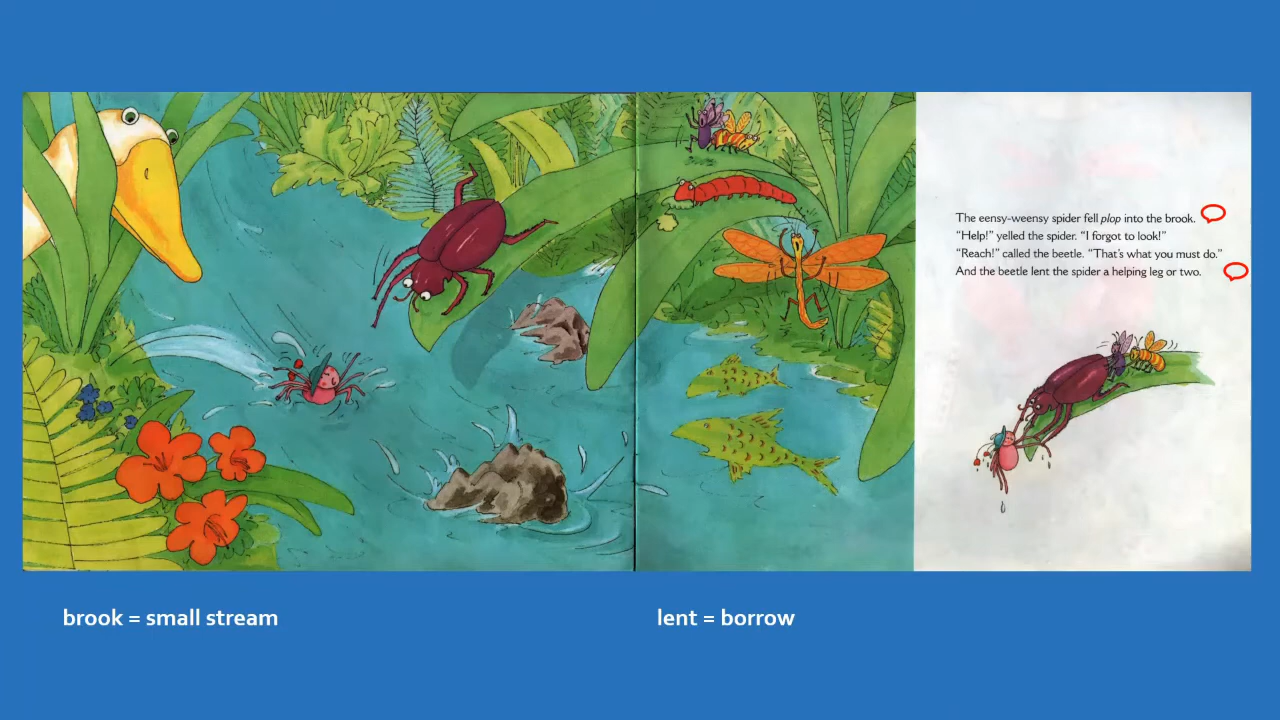 The eensy-weensy spider fell plop into the brook.
“Help!” yelled the spider. “I forgot to look!”
“Reach!” called the beetle. “That’s what you must do.”
And the beetle lent the spider a helping leg or two.
brook = small stream
lent = borrow